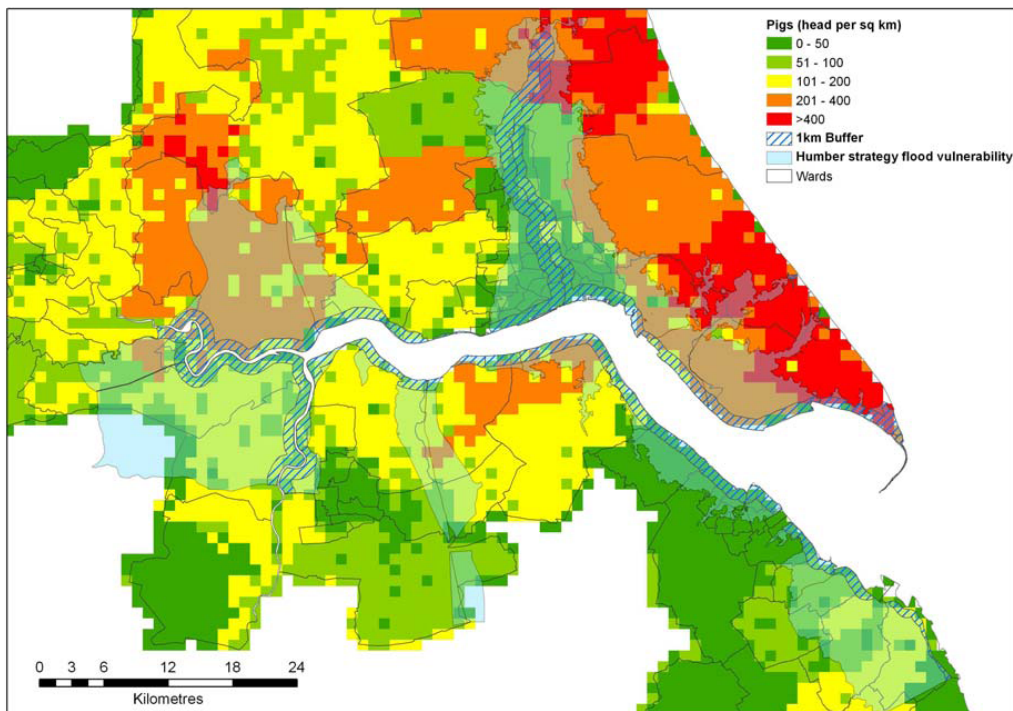 Pigs (head per sq km)
0 - 50
51 - 100
101 - 200
201 - 400
>400
1km Buffer
Humber strategy flood vulnerability
Wards
0 3 6 12 18 24
Kilometres